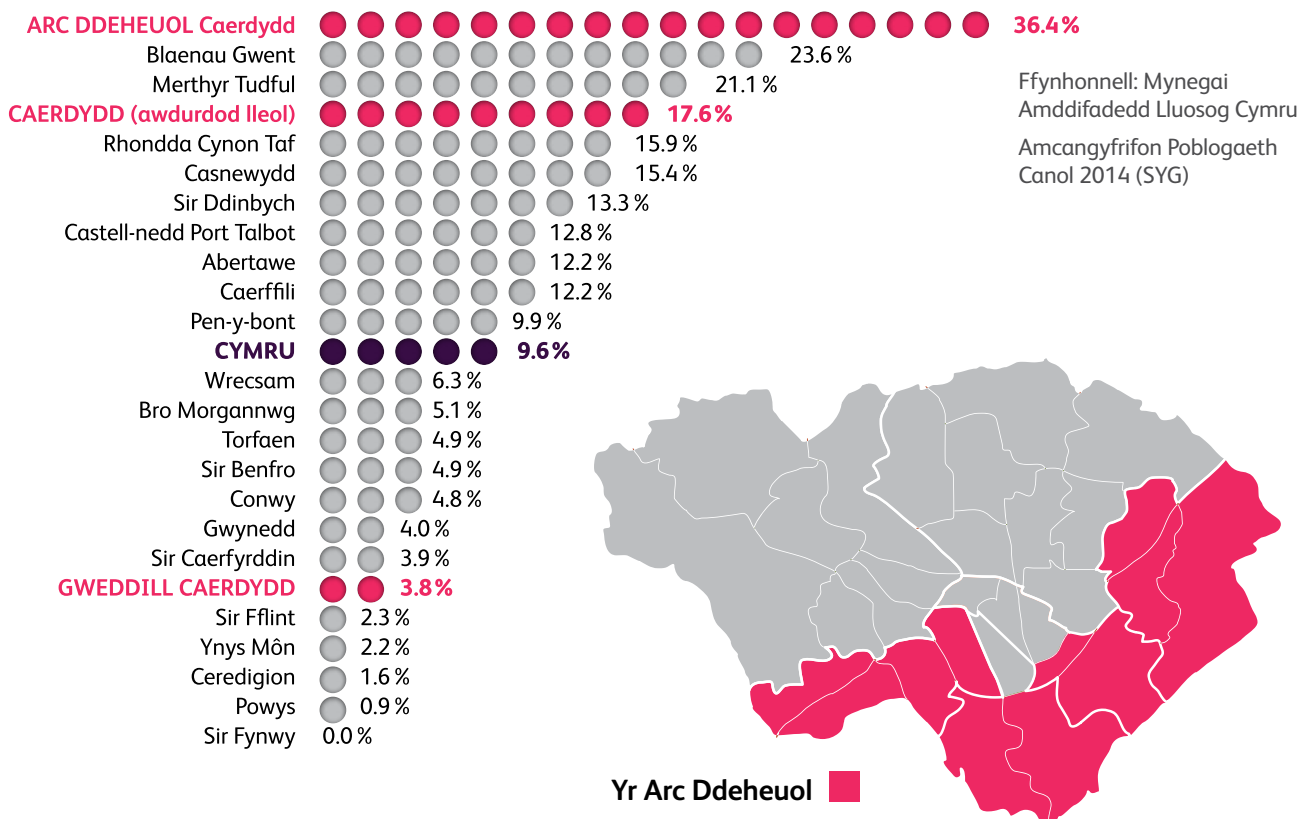 ARC DDEHEUOL Caerdydd 36.4%
Blaenau Gwent 23.6%
Merthyr Tudful 21.1%
CAERDYDD (awdurdod lleol) 17.6%
Rhondda Cynon Taf 15.9%
Casnewydd 15.4%
Sir Ddinbych 13.3%
Castell-nedd Port Talbot 12.8%
Abertawe 12.2%
Caerffili 12.2%
Pen-y-bont 9.9%
CYMRU 9.6%
Wrecsam 6.3%
Bro Morgannwg 5.1%
Torfaen 4.9%
Sir Benfro 4.9%
Conwy 4.8%
Gwynedd 4.0%
Sir Caerfyrddin 3.9%
GWEDDILL CAERDYDD 3.8%
Sir Fflint 2.3%
Ynys Môn 2.2%
Ceredigion 1.6%
Powys 0.9%
Sir Fynwy 0.0%
Ffynhonnell: Mynegai
Amddifadedd Lluosog Cymru
Amcangyfrifon Poblogaeth
Canol 2014 (SYG)
Yr Arc Ddeheuol